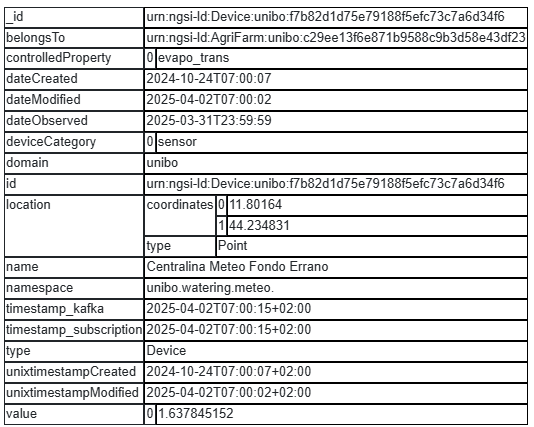 _id urn:ngsi-ld:Device:unibo:f7b82d1d75e79188f5efc73c7a6d34f6
belongsTo urn:ngsi-ld:AgriFarm:unibo:c29ee13f6e871b9588c9b3d58e43df23
controlledProperty 0 evapo_trans
dateCreated 2024-10-24T07:00:07
dateModified 2025-04-02T07:00:02
dateObserved 2025-03-31T23:59:59
deviceCategory 0 sensor
domain unibo
id urn:ngsi-ld:Device:unibo:f7b82d1d75e79188f5efc73c7a6d34f6
location coordinates 0 11.80164
1 44.234831
type Point
name Centralina Meteo Fondo Errano
namespace unibo.watering.meteo.
timestamp_kafka 2025-04-02T07:00:15+02:00
timestamp_subscription 2025-04-02T07:00:15+02:00
type Device
unixtimestampCreated 2024-10-24T07:00:07+02:00
unixtimestampModified 2025-04-02T07:00:02+02:00
value 0 1.637845152